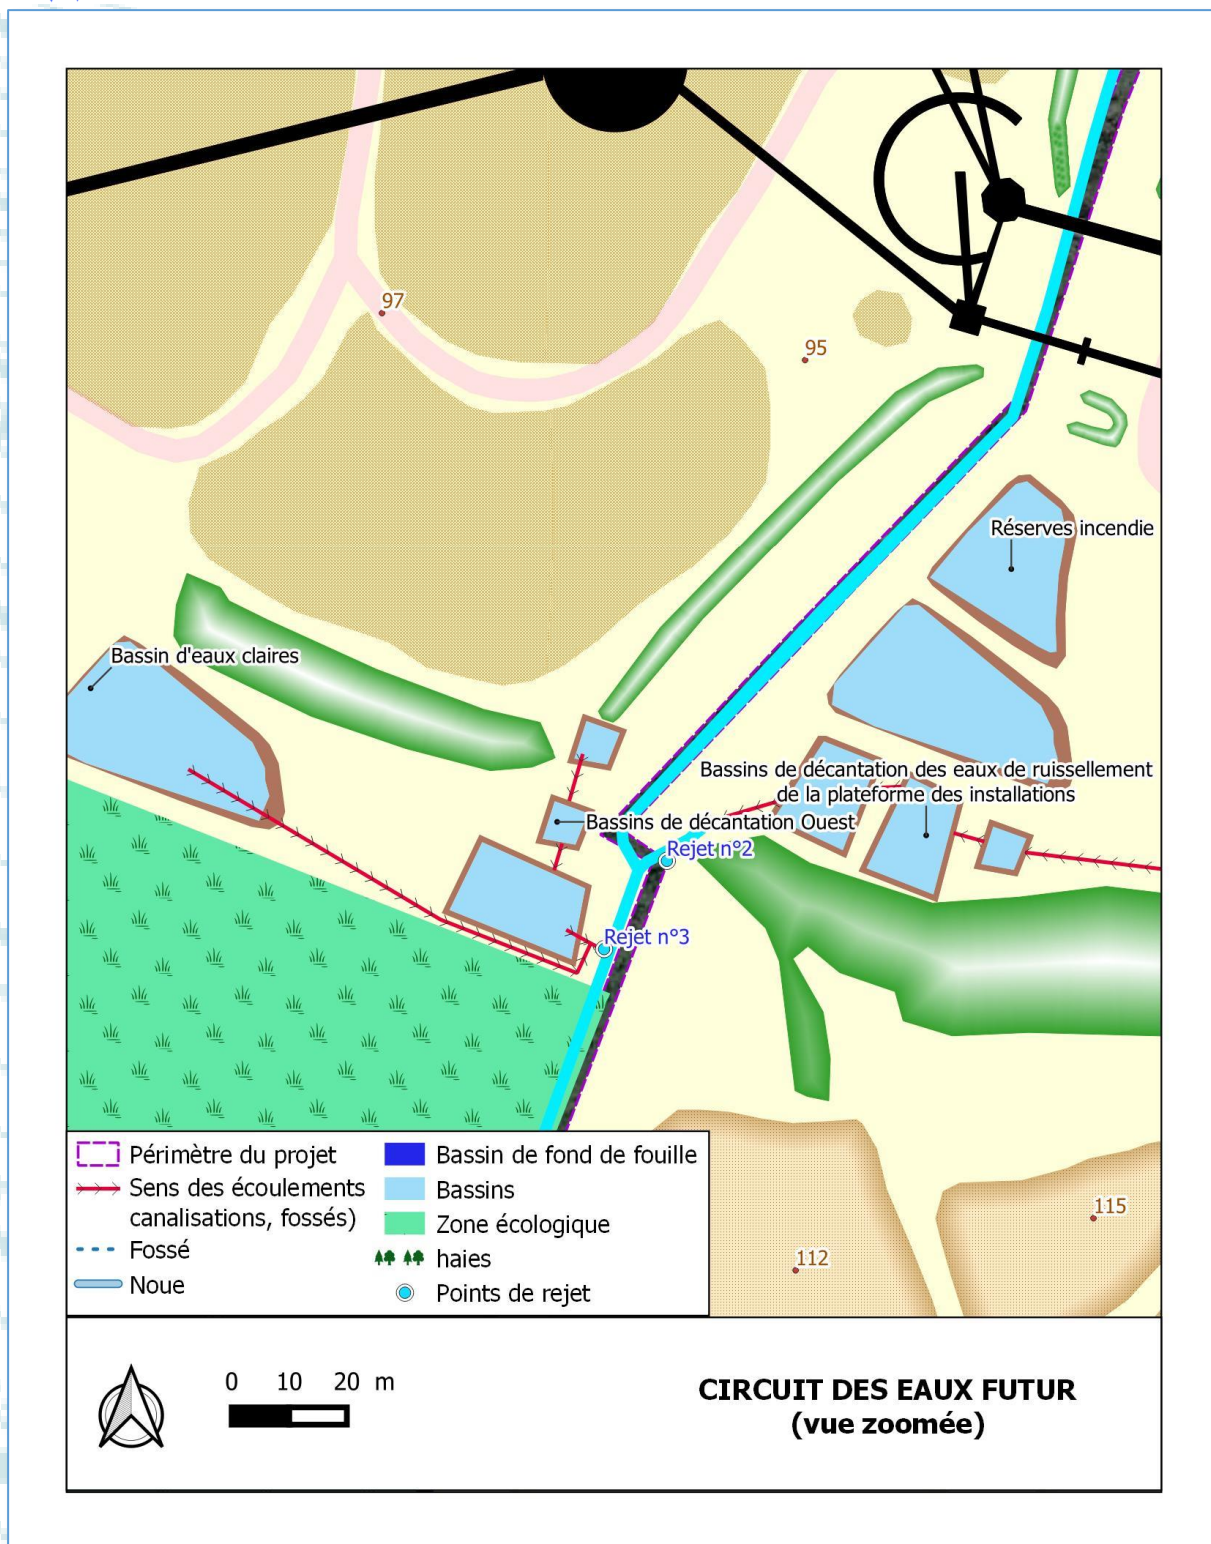 97
95
Réserves incendie
Bassin d'eaux claires
Bassins de décantation des eaux de ruissellement
de la plateforme des installations
Bassins de décantation Ouest
Rejet n°2
Rejet n°3
115
112
Périmètre du projet
Sens des écoulements
canalisations, fossés)
Fossé
Noue
Bassin de fond de fouille
Bassins
Zone écologique
haies
Points de rejet
0 10 20 m
CIRCUIT DES EAUX FUTUR
(vue zoomée)